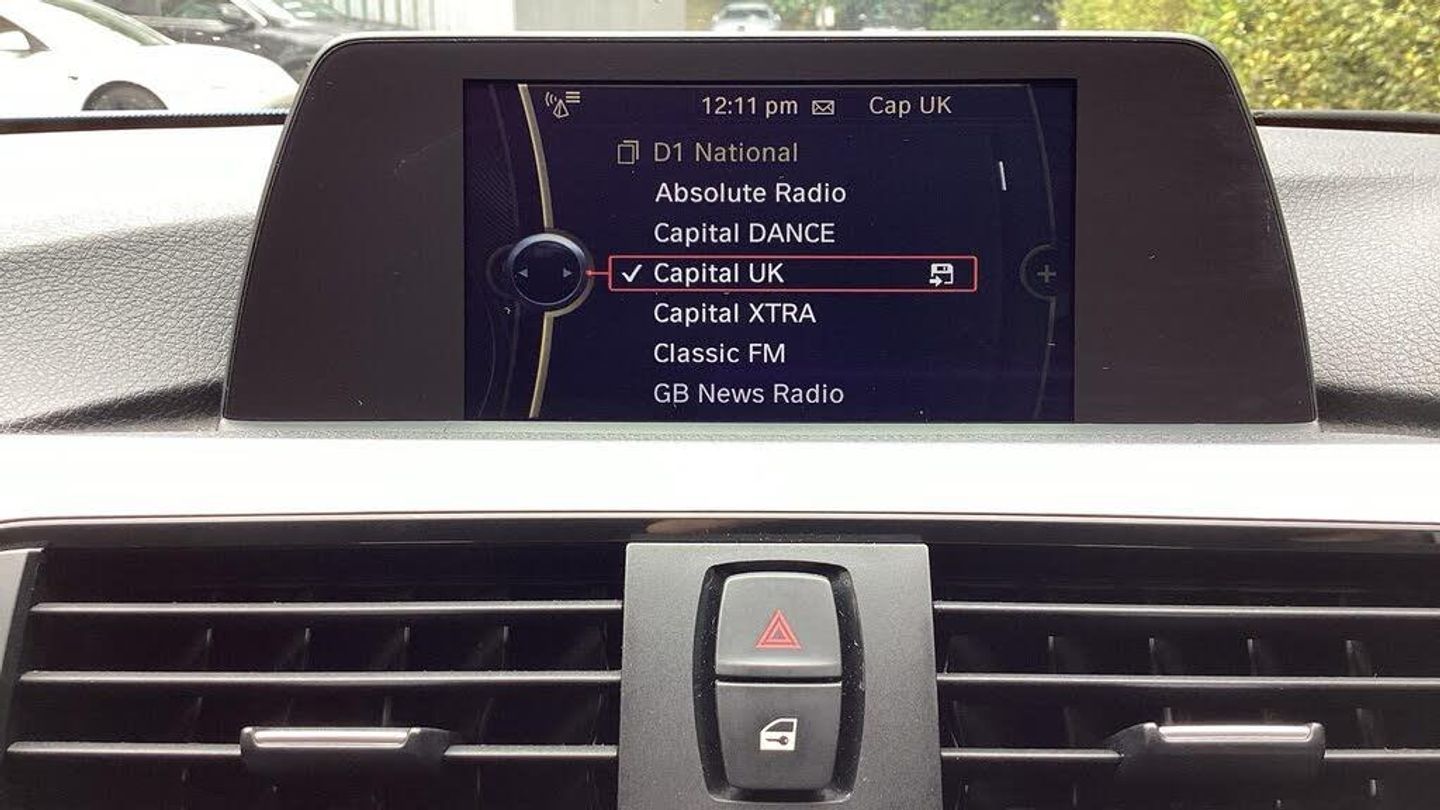 12:11 pm Cap UK
D1 National
Absolute Radio
Capital DANCE
Capital UK
Capital XTRA
Classic FM
GB News Radio